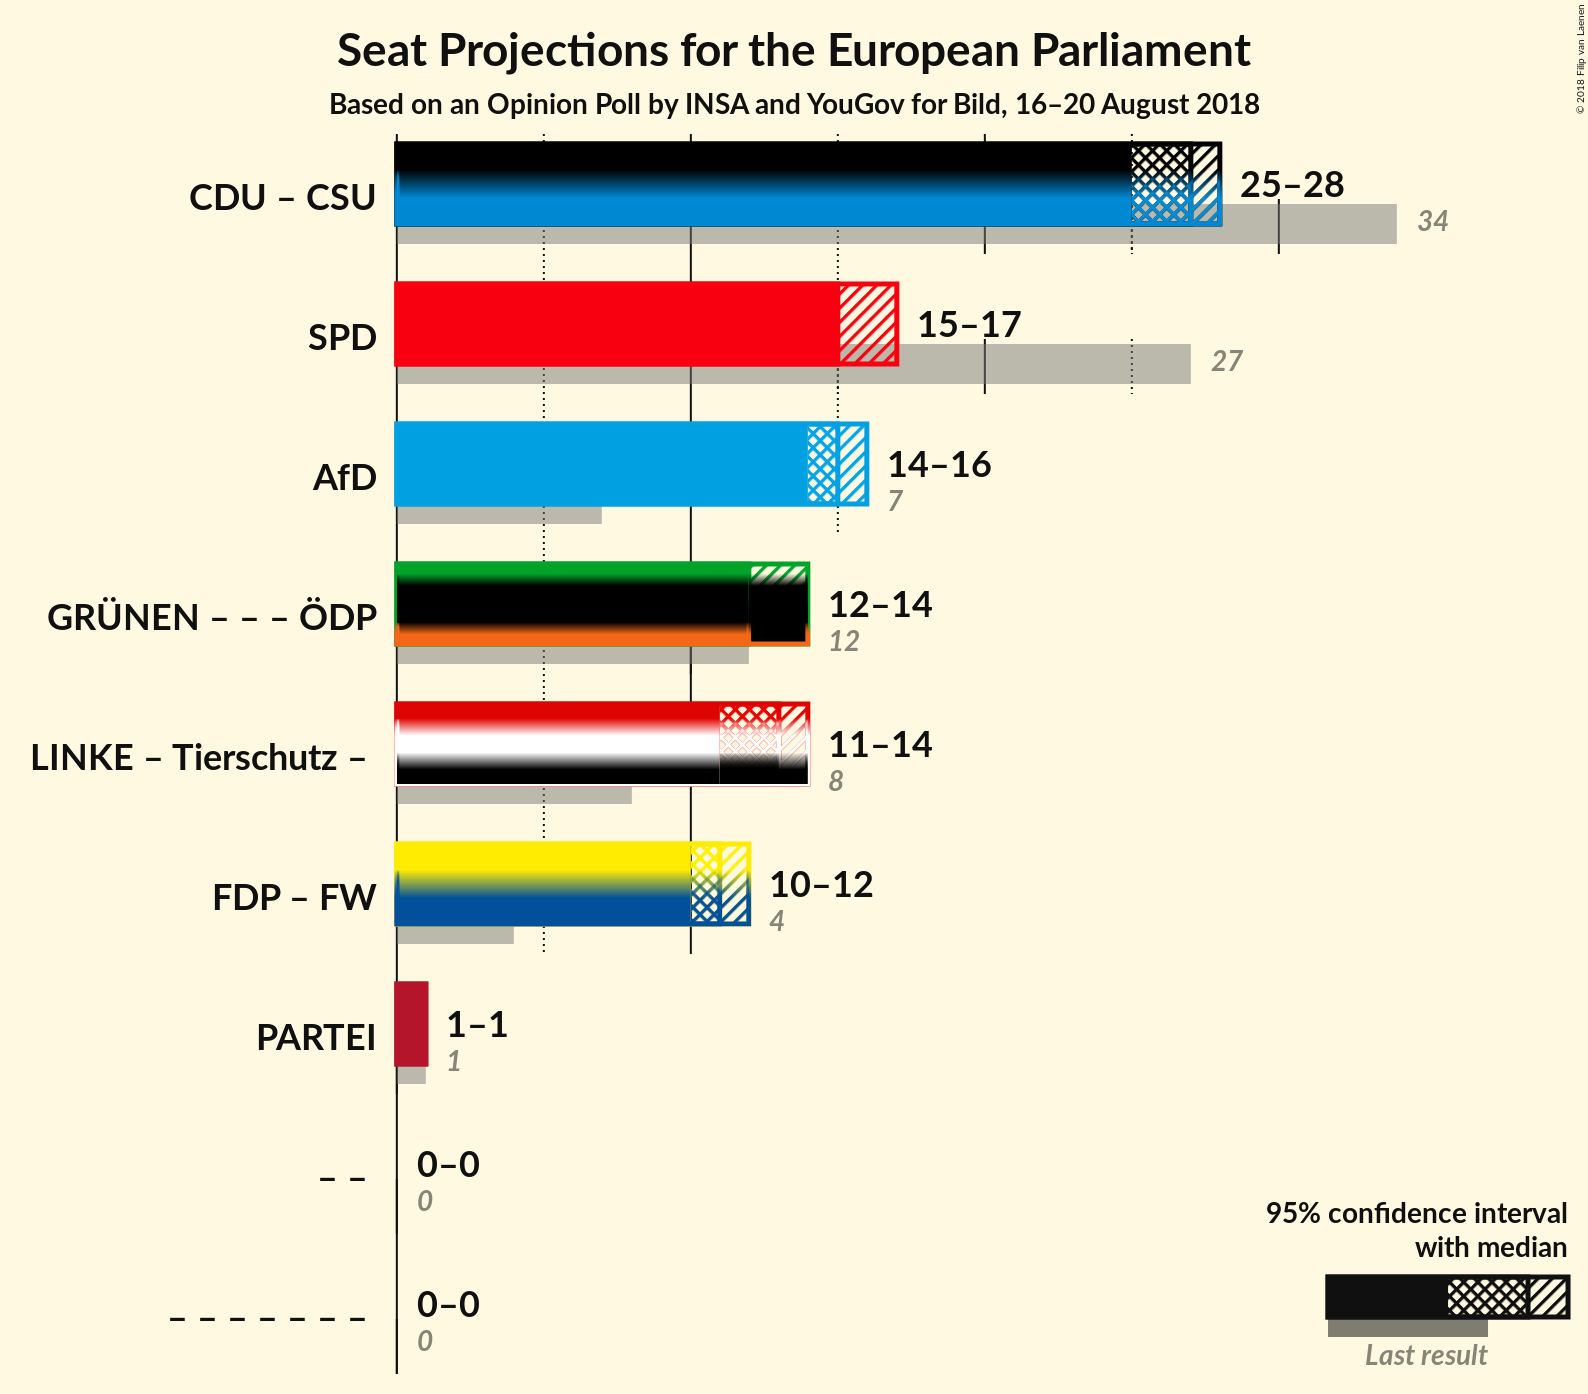 Seat Projections for the European Parliament
Based on an Opinion Poll by INSA and YouGov for Bild, 16–20 August 2018
© 2018 Filip van Laenen
CDU – CSU
25–28
34
SPD
15–17
27
AfD
14–16
7
GRÜNEN – – – ÖDP
12–14
12
LINKE – Tierschutz –
11–14
8
FDP – FW
10–12
4
PARTEI
1–1
1
– –
0–0
0
– – – – – – –
0–0
0
95% confidence interval
with median
Last result